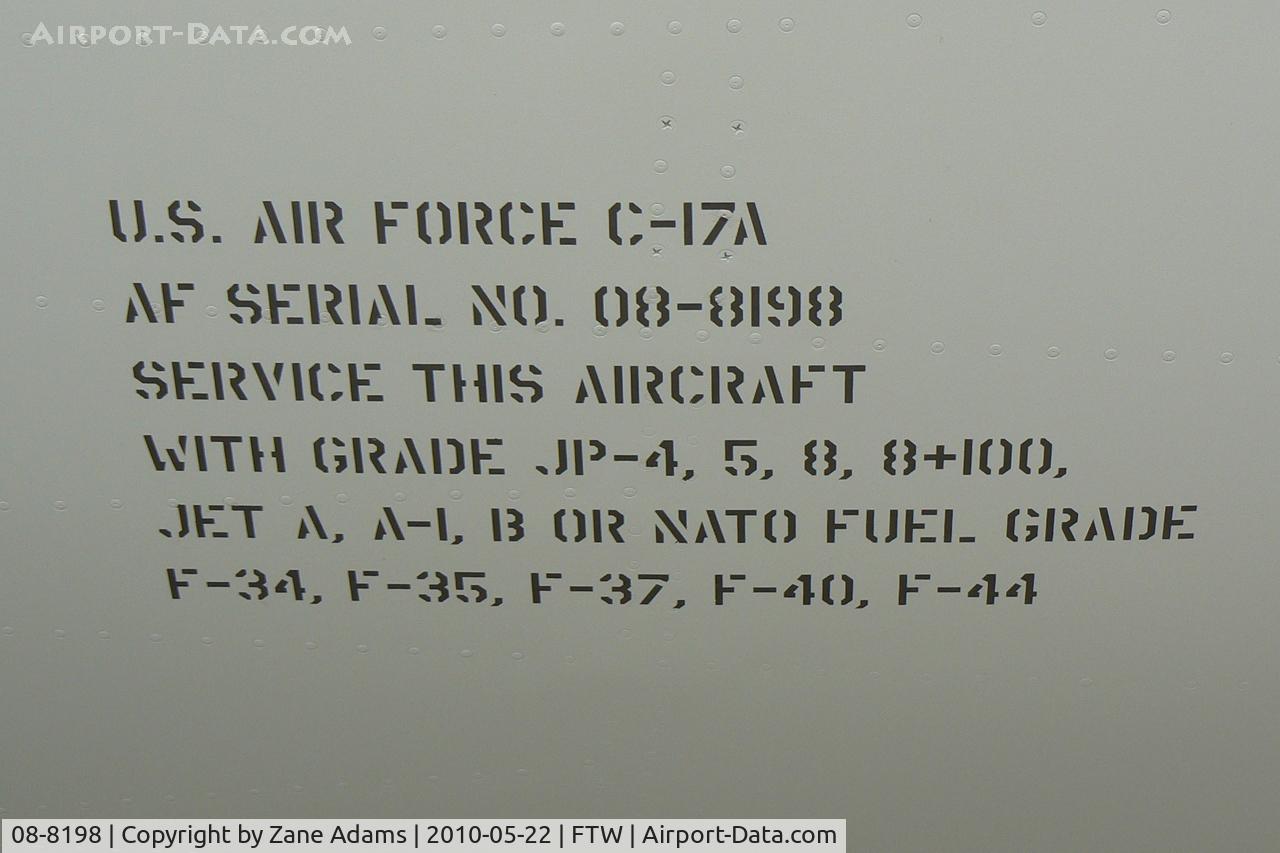 AIRPORT-DATA.COM
U.S. AIR FORCE C-17A
AF SERIAL NO. 08-8198
SERVICE THIS AIRCRAFT
WITH GRADE JP-4, 5, 8, 8+100,
JET A, A-1, B OR NATO FUEL GRADE
F-34, F-35, F-37, F-40, F-44
08-8198 | Copyright by Zane Adams | 2010-05-22 | FTW | Airport-Data.com